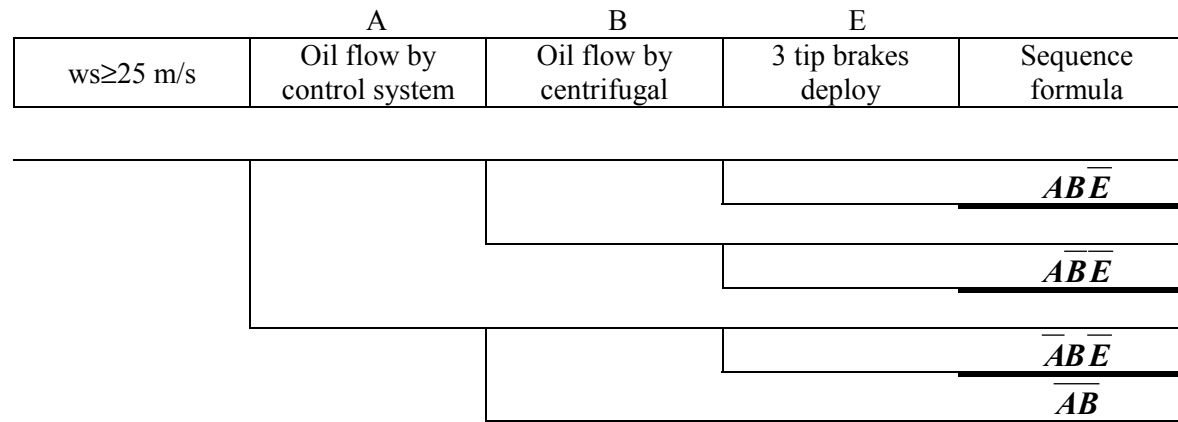 A B E
ws≥25 m/s Oil flow by control system Oil flow by centrifugal 3 tip brakes deploy Sequence formula
ABE̅
AB̅E̅
A̅BE̅
A̅B̅